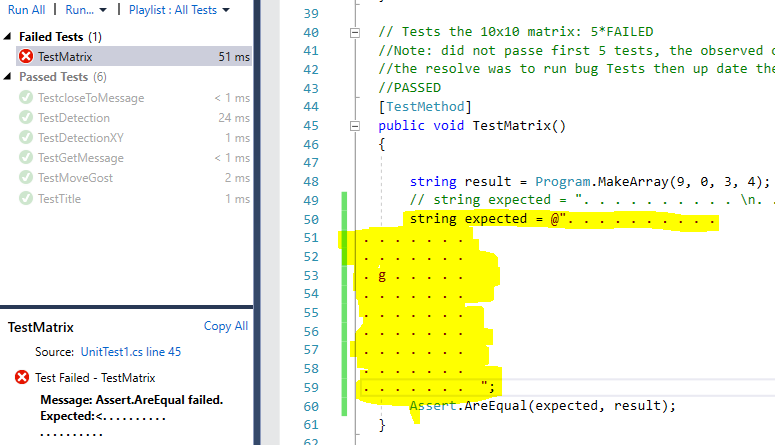 Run All | Run... | Playlist : All Tests
Failed Tests (1)
TestMatrix 51 ms
Passed Tests (6)
TestcloseToMessage < 1 ms
TestDetection 24 ms
TestDetectionXY 1 ms
TestGetMessage < 1 ms
TestMoveGost 2 ms
TestTitle 1 ms
TestMatrix Copy All
Source: UnitTest1.cs line 45
Test Failed - TestMatrix
Message: Assert.AreEqual failed.
Expected:<. . . . . . . . . .
. . . . . . . . . .
39
40 // Tests the 10x10 matrix: 5*FAILED
41 //Note: did not passe first 5 tests, the observed
42 //the resolve was to run bug Tests then up date the
43 //PASSED
44 [TestMethod]
45 public void TestMatrix()
46 {
47
48 string result = Program.MakeArray(9, 0, 3, 4);
49 // string expected = ". . . . . . . . . . \n. .
50 string expected = @". . . . . . . . . .
51 . . . . . . .
52 . . . . . . .
53 . g . . . . .
54 . . . . . . .
55 . . . . . . .
56 . . . . . . .
57 . . . . . . .
58 . . . . . . .
59 . . . . . . . ";
60 Assert.AreEqual(expected, result);
61 }
62